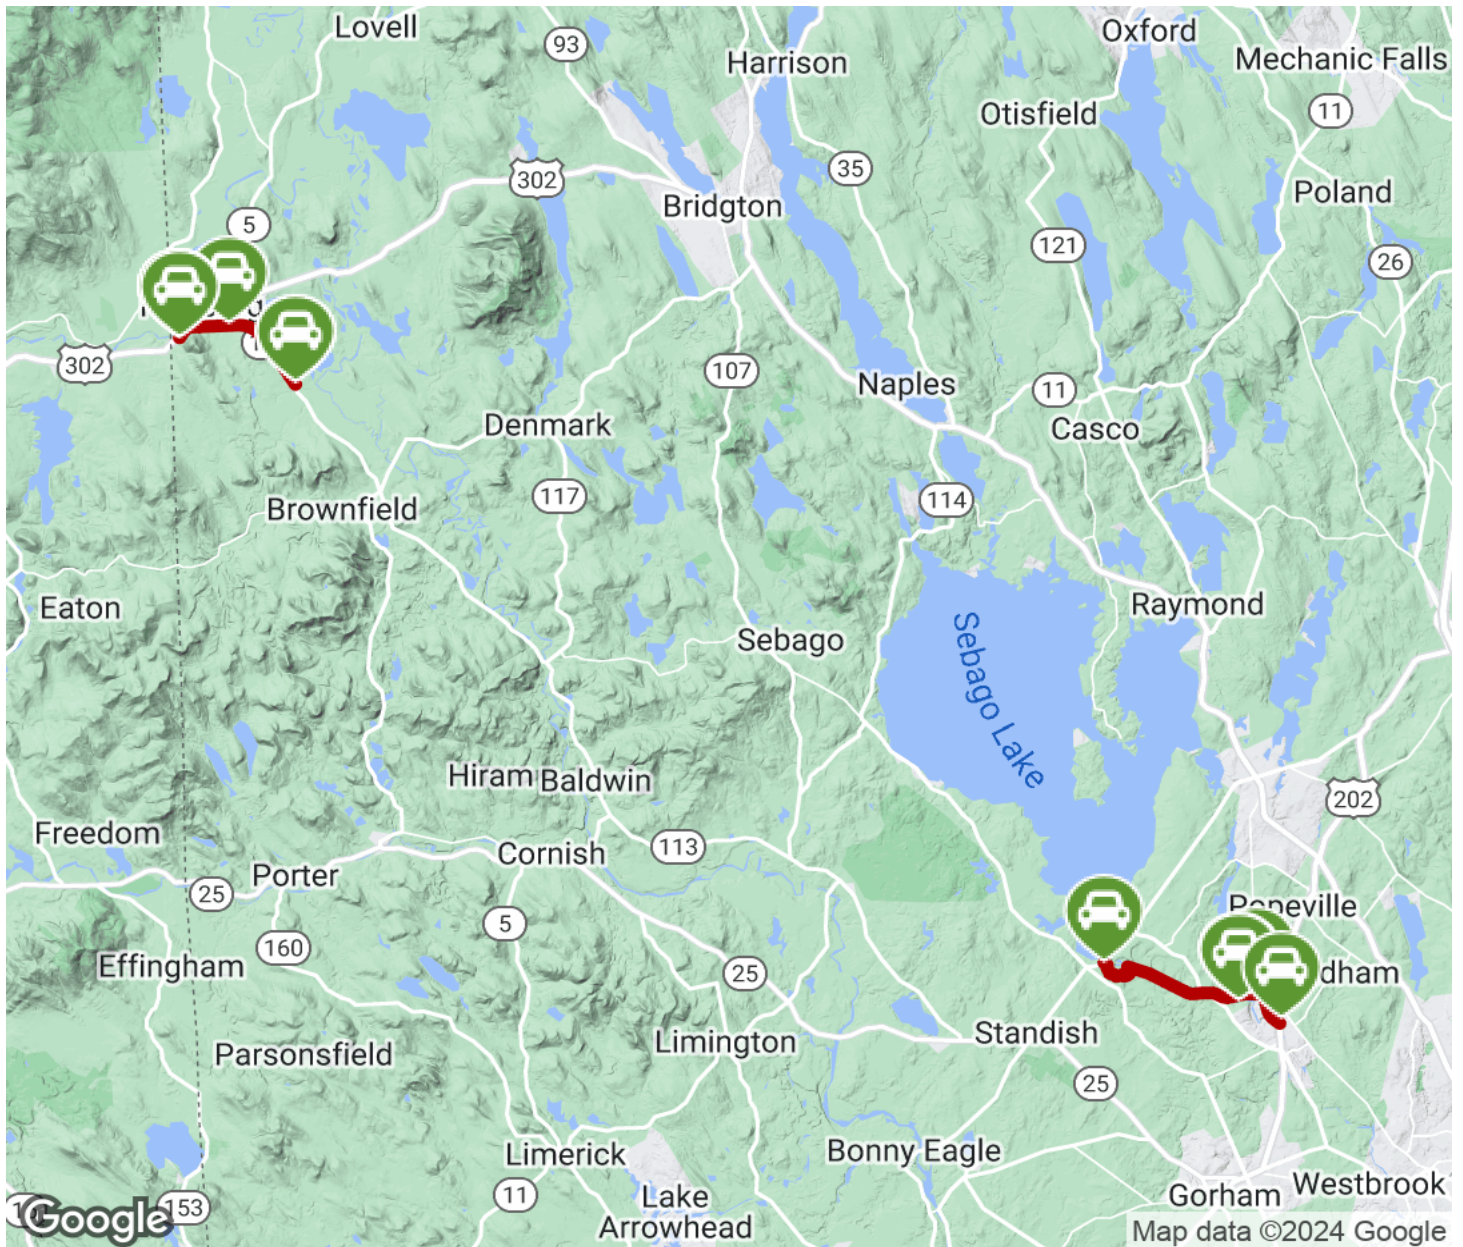 Lovell
93
Harrison
Oxford
Mechanic Falls
Otisfield
11
302
35
Bridgton
Poland
5
121
26
302
107
Naples
11
Denmark
Casco
117
114
Brownfield
Eaton
Raymond
Sebago
Sebago Lake
Hiram
Baldwin
202
Freedom
Cornish
113
Porter
25
5
160
Effingham
25
Standish
Limington
Parsonsfield
25
Limerick
Bonny Eagle
11
Lake
Arrowhead
Gorham
Westbrook
153
Google
Map data ©2024 Google